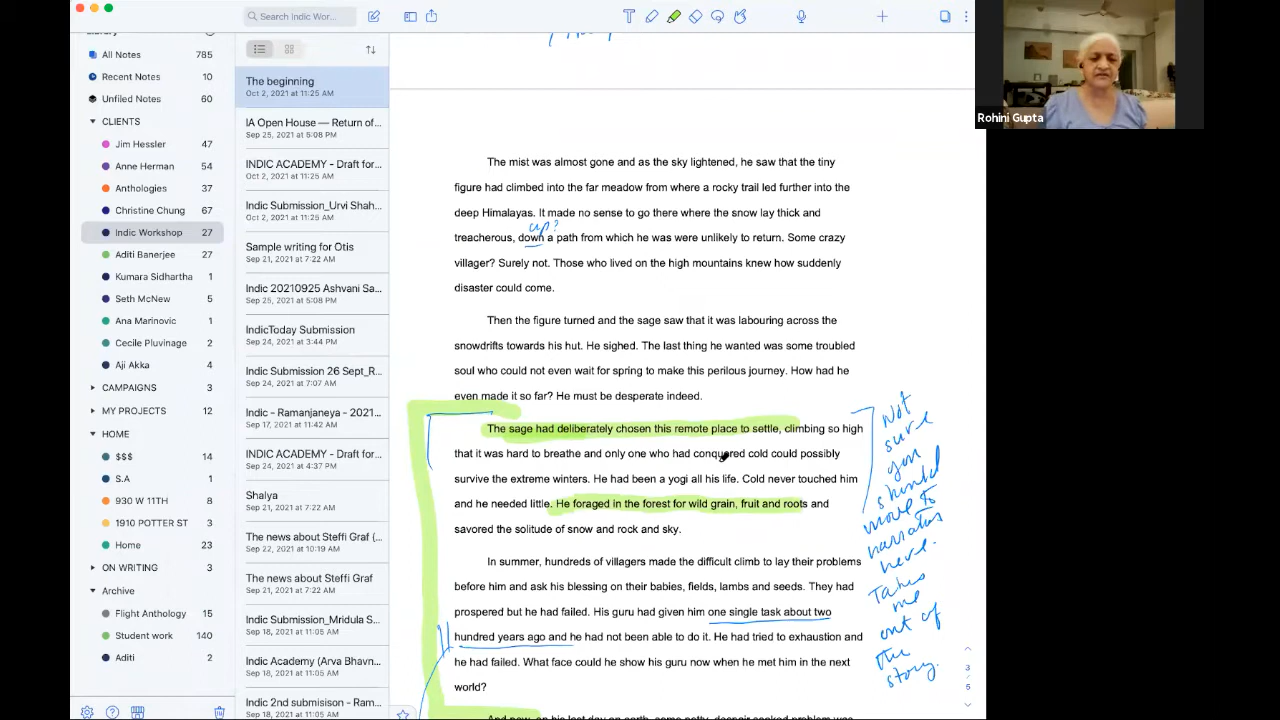 Search Indic Wor...
Library
All Notes 785
Recent Notes 10
Unfiled Notes 60
CLIENTS
Jim Hessler 47
Anne Herman 54
Anthologies 37
Christine Chung 67
Indic Workshop 27
Aditi Banerjee 27
Kumara Sidhartha 1
Seth McNew 5
Ana Marinovic 1
Cecile Pluvinage 2
Aji Akka 4
CAMPAIGNS 3
MY PROJECTS 12
HOME
$$$ 14
S.A 1
930 W 11TH 8
1910 POTTER ST 3
Home 23
ON WRITING 3
Archive
Flight Anthology 15
Student work 140
Aditi 2
The beginning
Oct 2, 2021 at 11:25 AM
IA Open House — Return of...
Sep 25, 2021 at 5:08 PM
INDIC ACADEMY - Draft for...
Oct 2, 2021 at 11:25 AM
Indic Submission_Urvi Shah...
Oct 2, 2021 at 11:25 AM
Sample writing for Otis
Sep 21, 2021 at 7:22 AM
Indic 20210925 Ashvani Sa...
Sep 25, 2021 at 5:08 PM
IndicToday Submission
Sep 24, 2021 at 3:44 PM
Indic Submission 26 Sept_R...
Sep 24, 2021 at 7:07 AM
Indic - Ramanjaneya - 2021...
Sep 17, 2021 at 11:42 AM
INDIC ACADEMY - Draft for...
Sep 24, 2021 at 4:37 PM
Shalya
Sep 21, 2021 at 7:22 AM
The news about Steffi Graf (...
Sep 22, 2021 at 10:19 AM
The news about Steffi Graf
Sep 21, 2021 at 7:22 AM
Indic Submission_Mridula S...
Sep 18, 2021 at 11:05 AM
Indic Academy (Arva Bhavn...
Sep 18, 2021 at 11:05 AM
Indic 2nd submisison - Ram...
Sep 18, 2021 at 11:05 AM
The mist was almost gone and as the sky lightened, he saw that the tiny
figure had climbed into the far meadow from where a rocky trail led further into the
deep Himalayas. It made no sense to go there where the snow lay thick and
up?
treacherous, down a path from which he was were unlikely to return. Some crazy
villager? Surely not. Those who lived on the high mountains knew how suddenly
disaster could come.
Then the figure turned and the sage saw that it was labouring across the
snowdrifts towards his hut. He sighed. The last thing he wanted was some troubled
soul who could not even wait for spring to make this perilous journey. How had he
even made it so far? He must be desperate indeed.
The sage had deliberately chosen this remote place to settle, climbing so high
that it was hard to breathe and only one who had conquered cold could possibly
survive the extreme winters. He had been a yogi all his life. Cold never touched him
and he needed little. He foraged in the forest for wild grain, fruit and roots and
savored the solitude of snow and rock and sky.
In summer, hundreds of villagers made the difficult climb to lay their problems
before him and ask his blessing on their babies, fields, lambs and seeds. They had
prospered but he had failed. His guru had given him one single task about two
hundred years ago and he had not been able to do it. He had tried to exhaustion and
he had failed. What face could he show his guru now when he met him in the next
world?
And now, on his last day on earth, some petty, despair soaked problem was
Not
sure
you
should
move to
narration
here.
Takes
me
out of
the
story.
3
/
5
Rohini Gupta